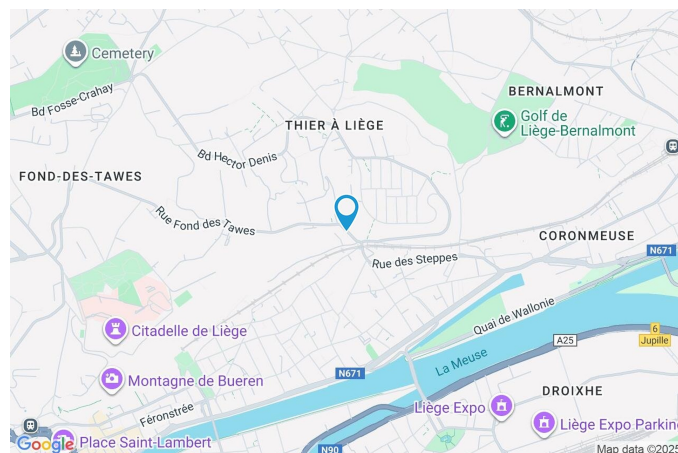 Cemetery
Bd Fosse-Crahay
BERNALMONT
Golf de
Liège-Bernalmont
THIER À LIÈGE
Bd Hector Denis
FOND-DES-TAWES
Rue Fond des Tawes
CORONMEUSE
N671
Rue des Steppes
Quai de Wallonie
Citadelle de Liège
A25
6
Jupille
La Meuse
N671
Montagne de Bueren
DROIXHE
Féronstrée
Liège Expo
Liège Expo Parking
Place Saint-Lambert
Google
N90
Map data ©2025